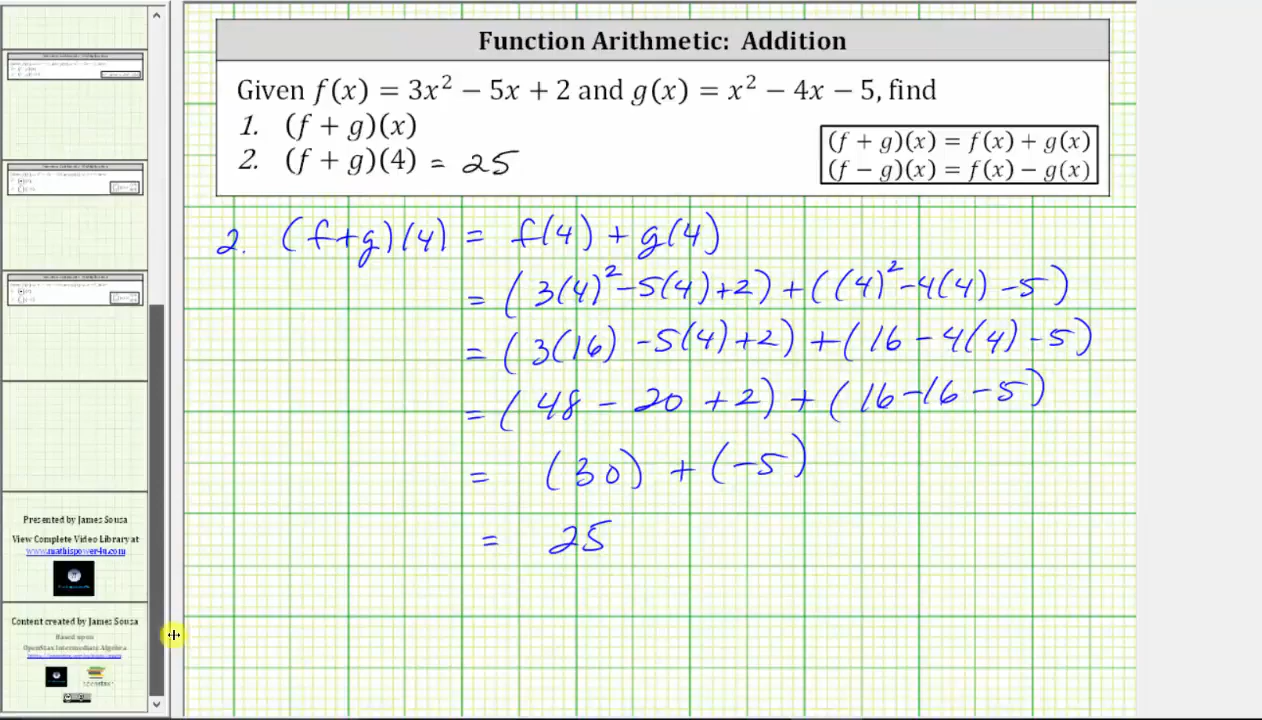 Function Arithmetic: Addition
Given f(x) = 3x² − 5x + 2 and g(x) = x² − 4x − 5, find
1. (f + g)(x)
2. (f + g)(4) = 25
(f + g)(x) = f(x) + g(x)
(f − g)(x) = f(x) − g(x)
2. (f+g)(4) = f(4) + g(4)
= (3(4)²-5(4)+2) + ((4)²-4(4)-5)
= (3(16) -5(4)+2) + (16-4(4)-5)
= (48 - 20 +2) + (16-16-5)
= (30) + (-5)
= 25
Presented by James Sousa
View Complete Video Library at
www.mathispower4u.com
Content created by James Sousa
Based upon
OpenStax Intermediate Algebra